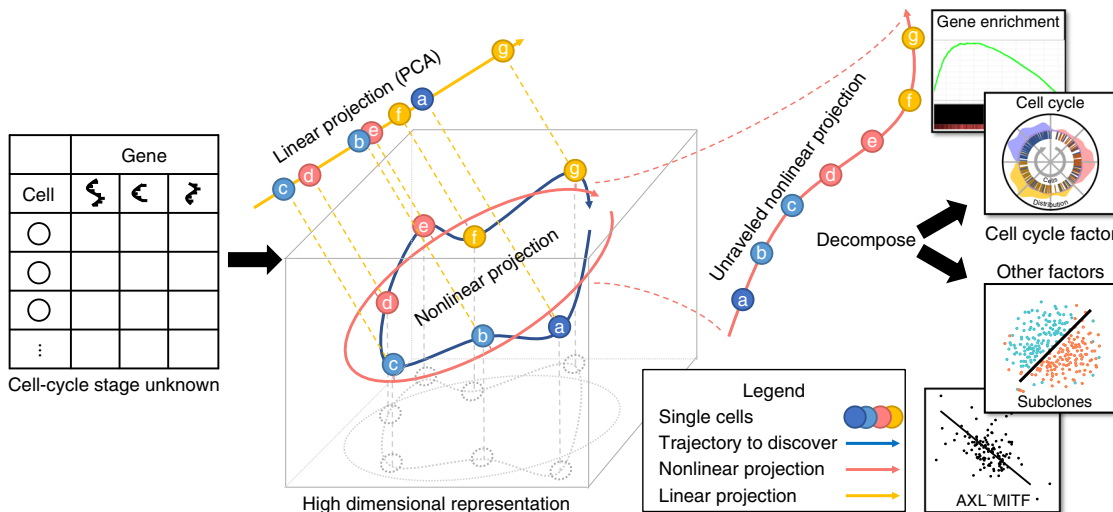 Gene
Cell
⋮
Cell-cycle stage unknown
Linear projection (PCA)
c
d
b
e
f
a
g
Nonlinear projection
g
e
f
d
c
b
a
High dimensional representation
Unraveled nonlinear projection
g
f
e
d
c
b
a
Decompose
Gene enrichment
Cell cycle
Cells
Distribution
Cell cycle factor
Other factors
Subclones
AXL~MITF
Legend
Single cells
Trajectory to discover
Nonlinear projection
Linear projection